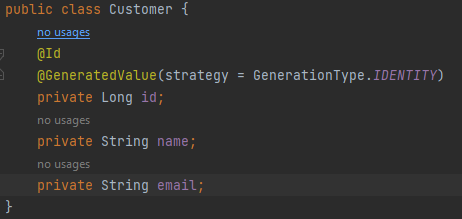 public class Customer {
no usages
@Id
@GeneratedValue(strategy = GenerationType.IDENTITY)
private Long id;
no usages
private String name;
no usages
private String email;
}